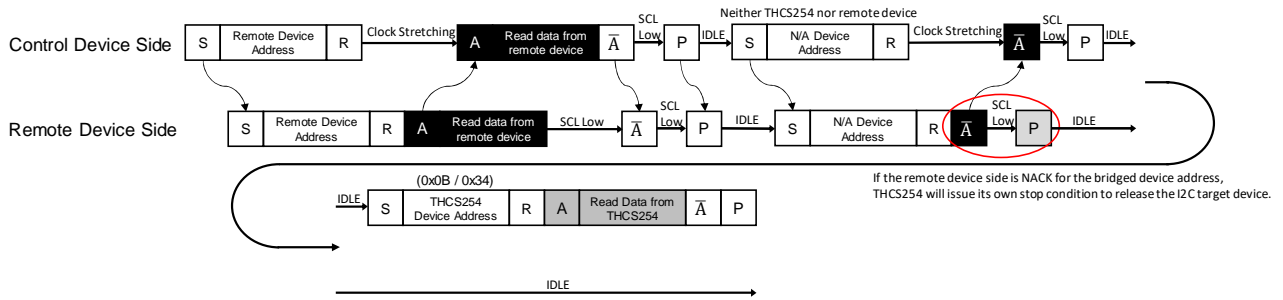 Neither THCS254 nor remote device
Control Device Side
S
Remote Device
Address
R
Clock Stretching
A
Read data from
remote device
A̅
SCL
Low
P
IDLE
S
N/A Device
Address
R
Clock Stretching
A̅
SCL
Low
P
IDLE
Remote Device Side
S
Remote Device
Address
R
A
Read data from
remote device
SCL Low
A̅
SCL
Low
P
IDLE
S
N/A Device
Address
R
A̅
SCL
Low
P
IDLE
If the remote device side is NACK for the bridged device address,
THCS254 will issue its own stop condition to release the I2C target device.
(0x0B / 0x34)
IDLE
S
THCS254
Device Address
R
A
Read Data from
THCS254
A̅
P
IDLE